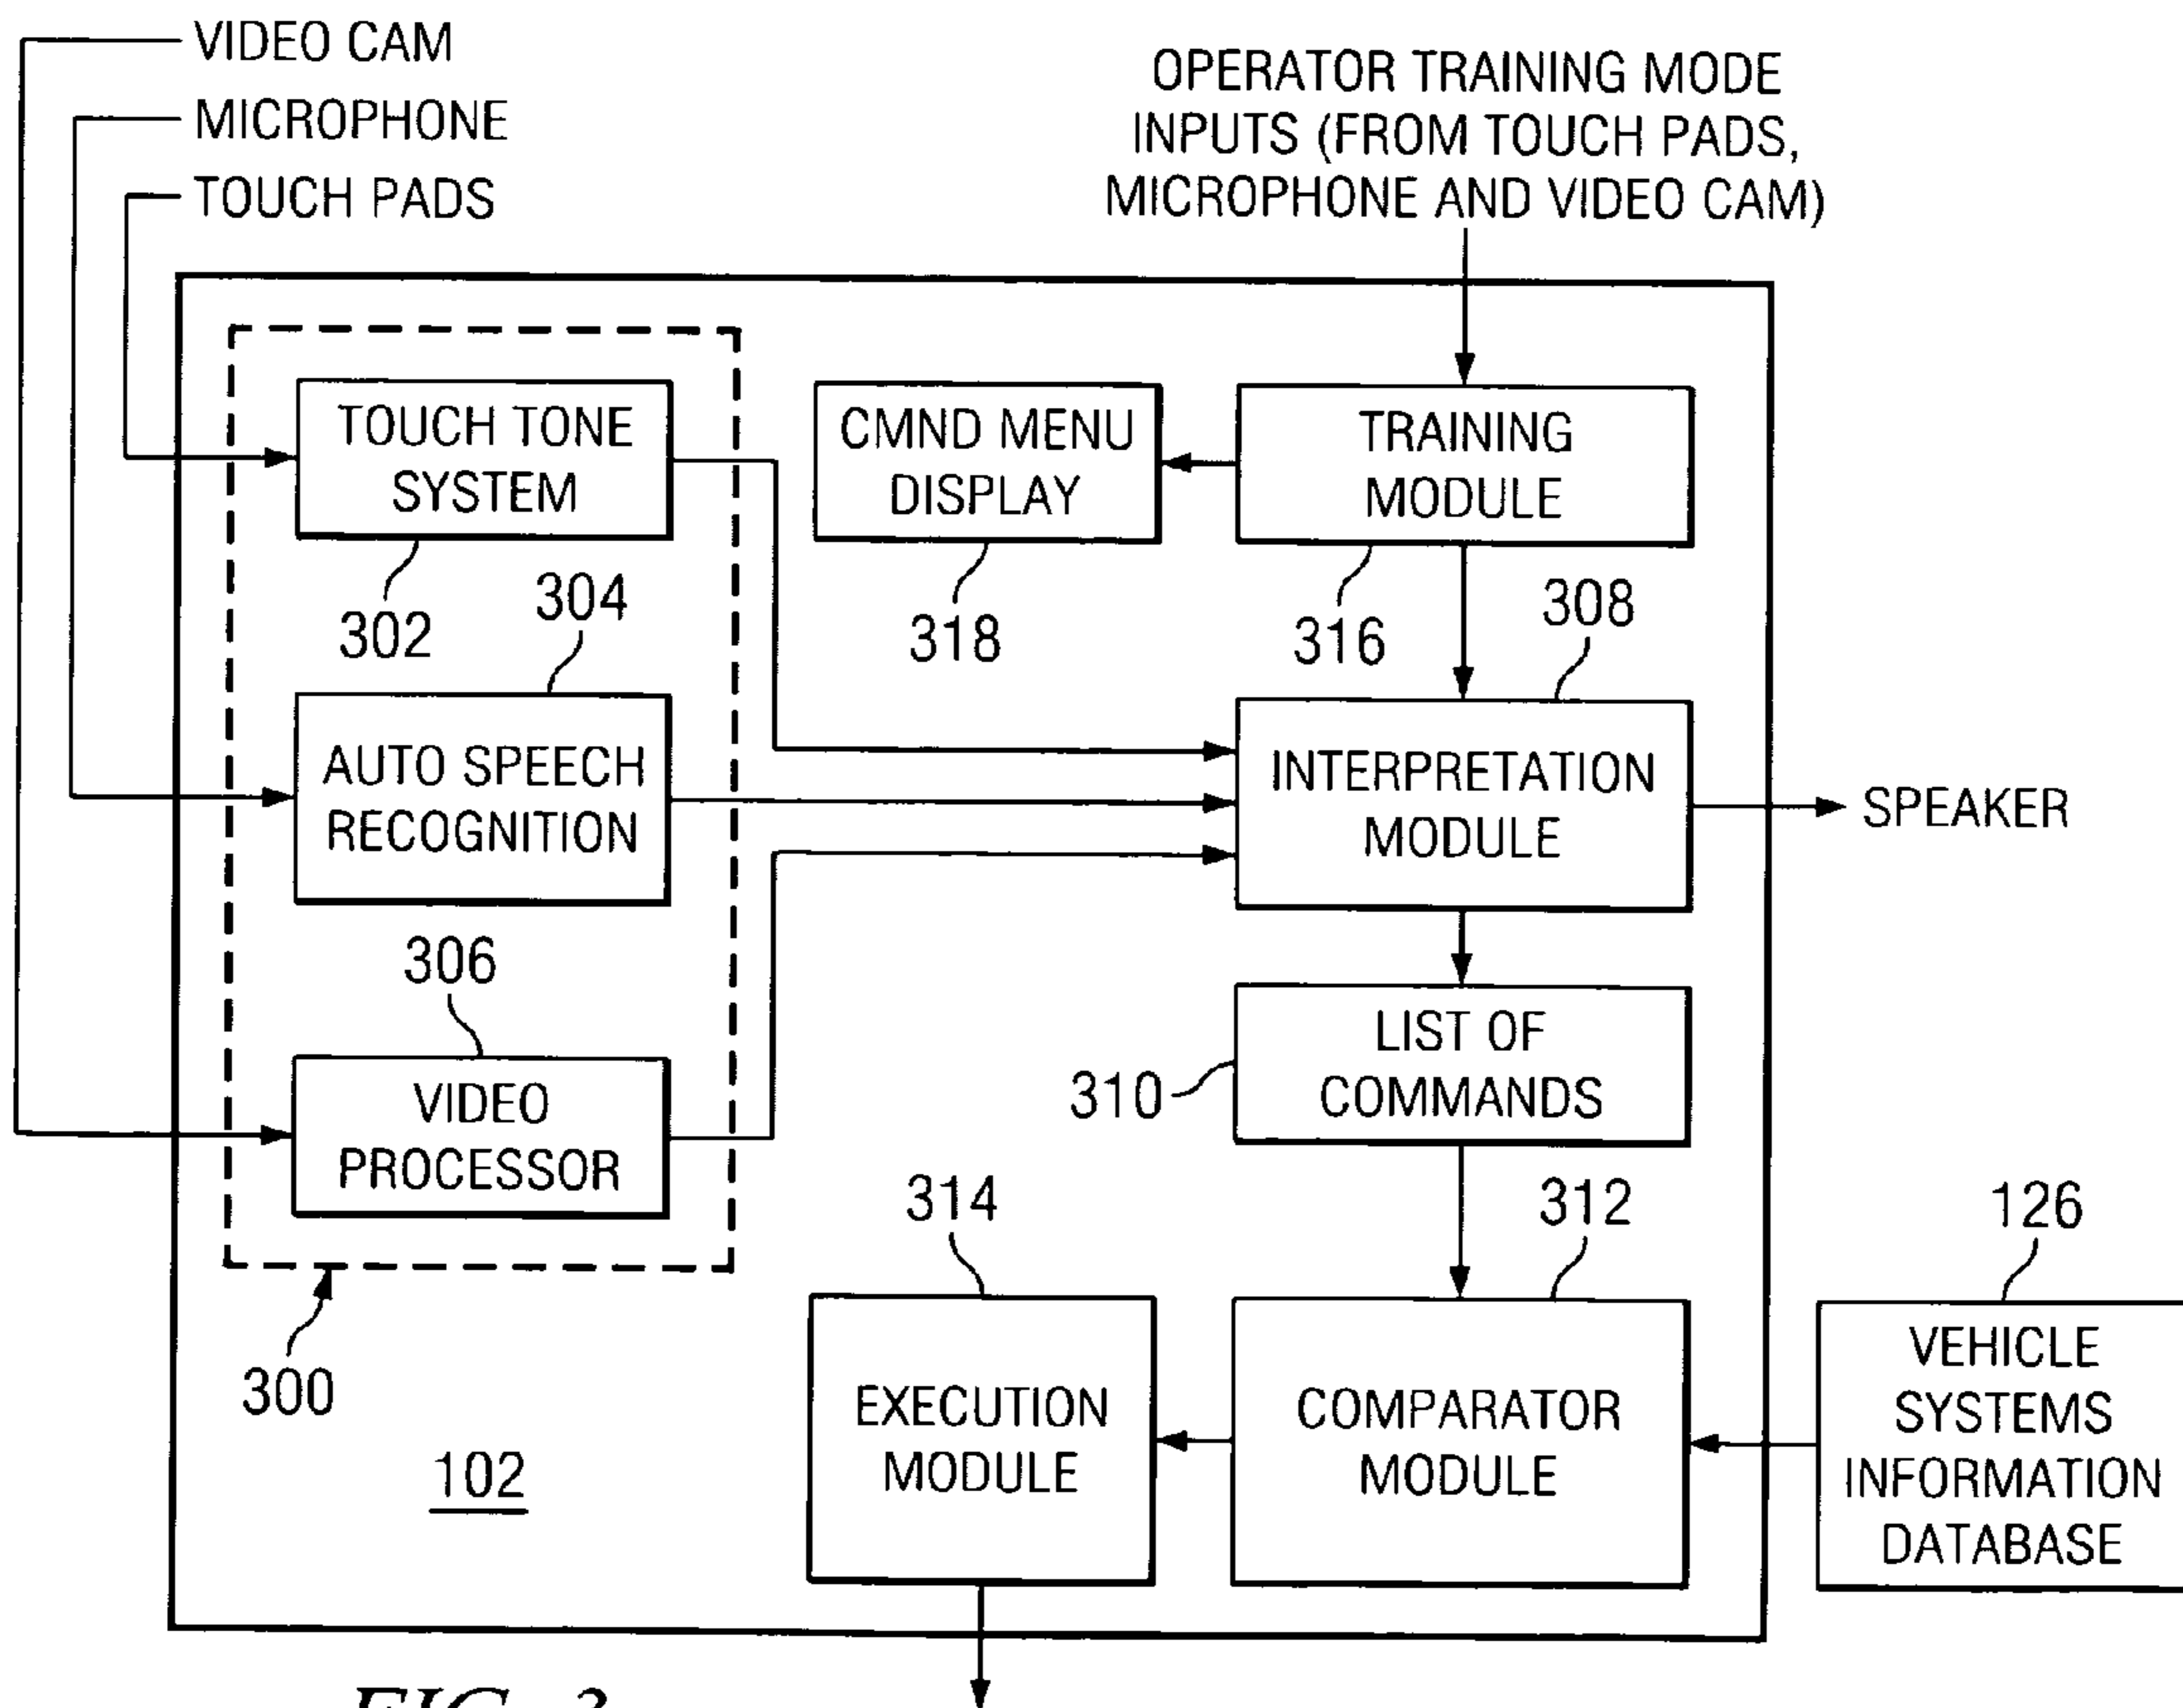 VIDEO CAM
MICROPHONE
TOUCH PADS
OPERATOR TRAINING MODE
INPUTS (FROM TOUCH PADS,
MICROPHONE AND VIDEO CAM)
TOUCH TONE
SYSTEM
302
CMND MENU
DISPLAY
318
TRAINING
MODULE
316
304
AUTO SPEECH
RECOGNITION
308
INTERPRETATION
MODULE
SPEAKER
306
VIDEO
PROCESSOR
300
310
LIST OF
COMMANDS
314
EXECUTION
MODULE
312
COMPARATOR
MODULE
126
VEHICLE
SYSTEMS
INFORMATION
DATABASE
102
FIG. 3